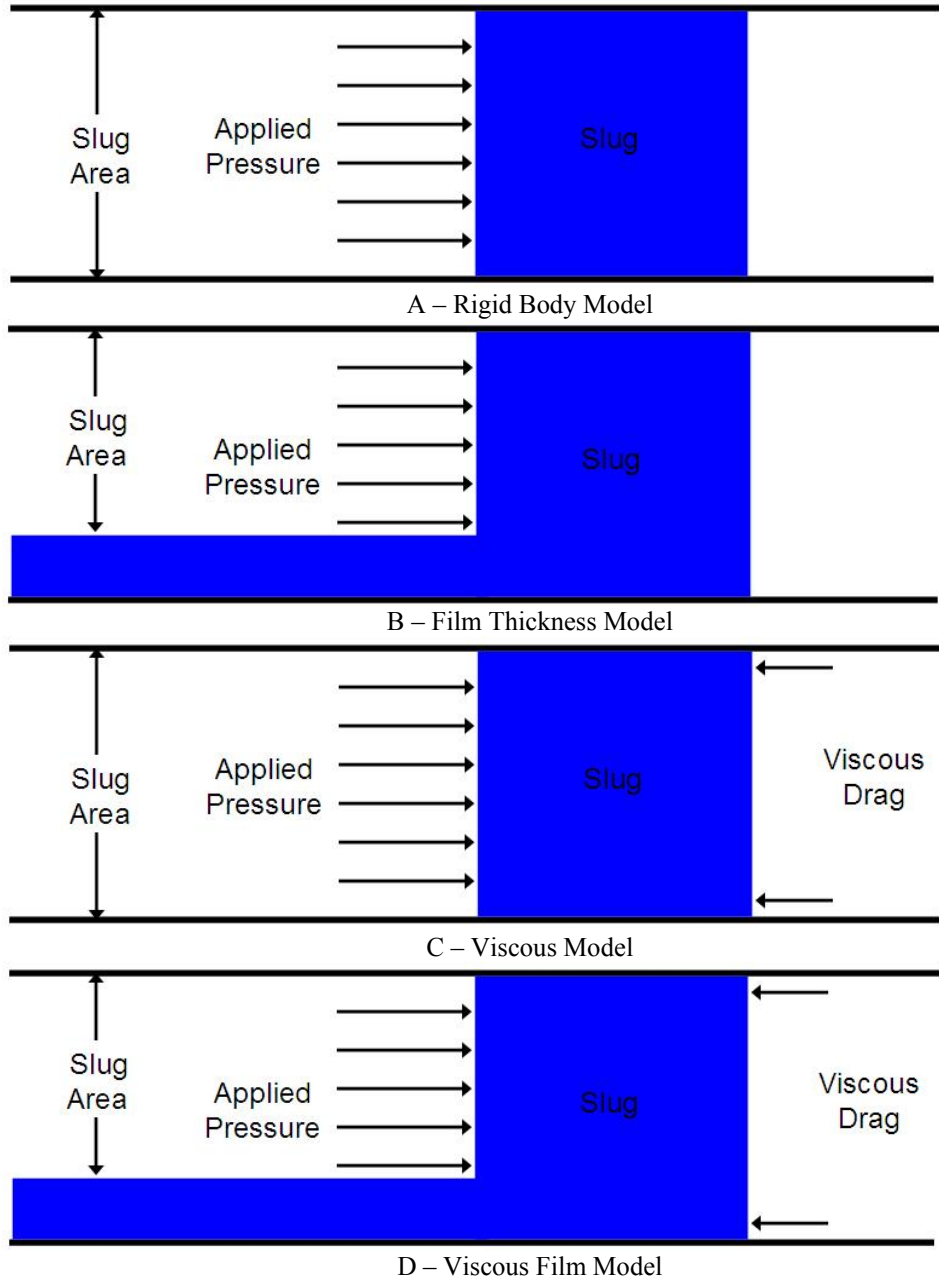 Slug
Area
Applied
Pressure
Slug
A – Rigid Body Model
Slug
Area
Applied
Pressure
Slug
B – Film Thickness Model
Slug
Area
Applied
Pressure
Slug
Viscous
Drag
C – Viscous Model
Slug
Area
Applied
Pressure
Slug
Viscous
Drag
D – Viscous Film Model